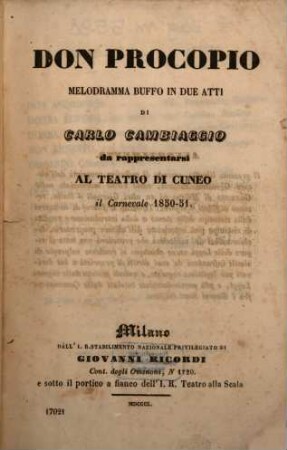 DON PROCOPIO
MELODRAMMA BUFFO IN DUE ATTI
DI
CARLO CAMBIAGGIO
da rappresentarsi
AL TEATRO DI CUNEO
il Carnevale 1850-51.
Milano
DALL' I. R. STABILIMENTO NAZIONALE PRIVILEGIATO DI
GIOVANNI RICORDI
Cont. degli Omenoni, N 1720.
e sotto il portico a fianco dell'I. R. Teatro alla Scala
MDCCCL.
17021